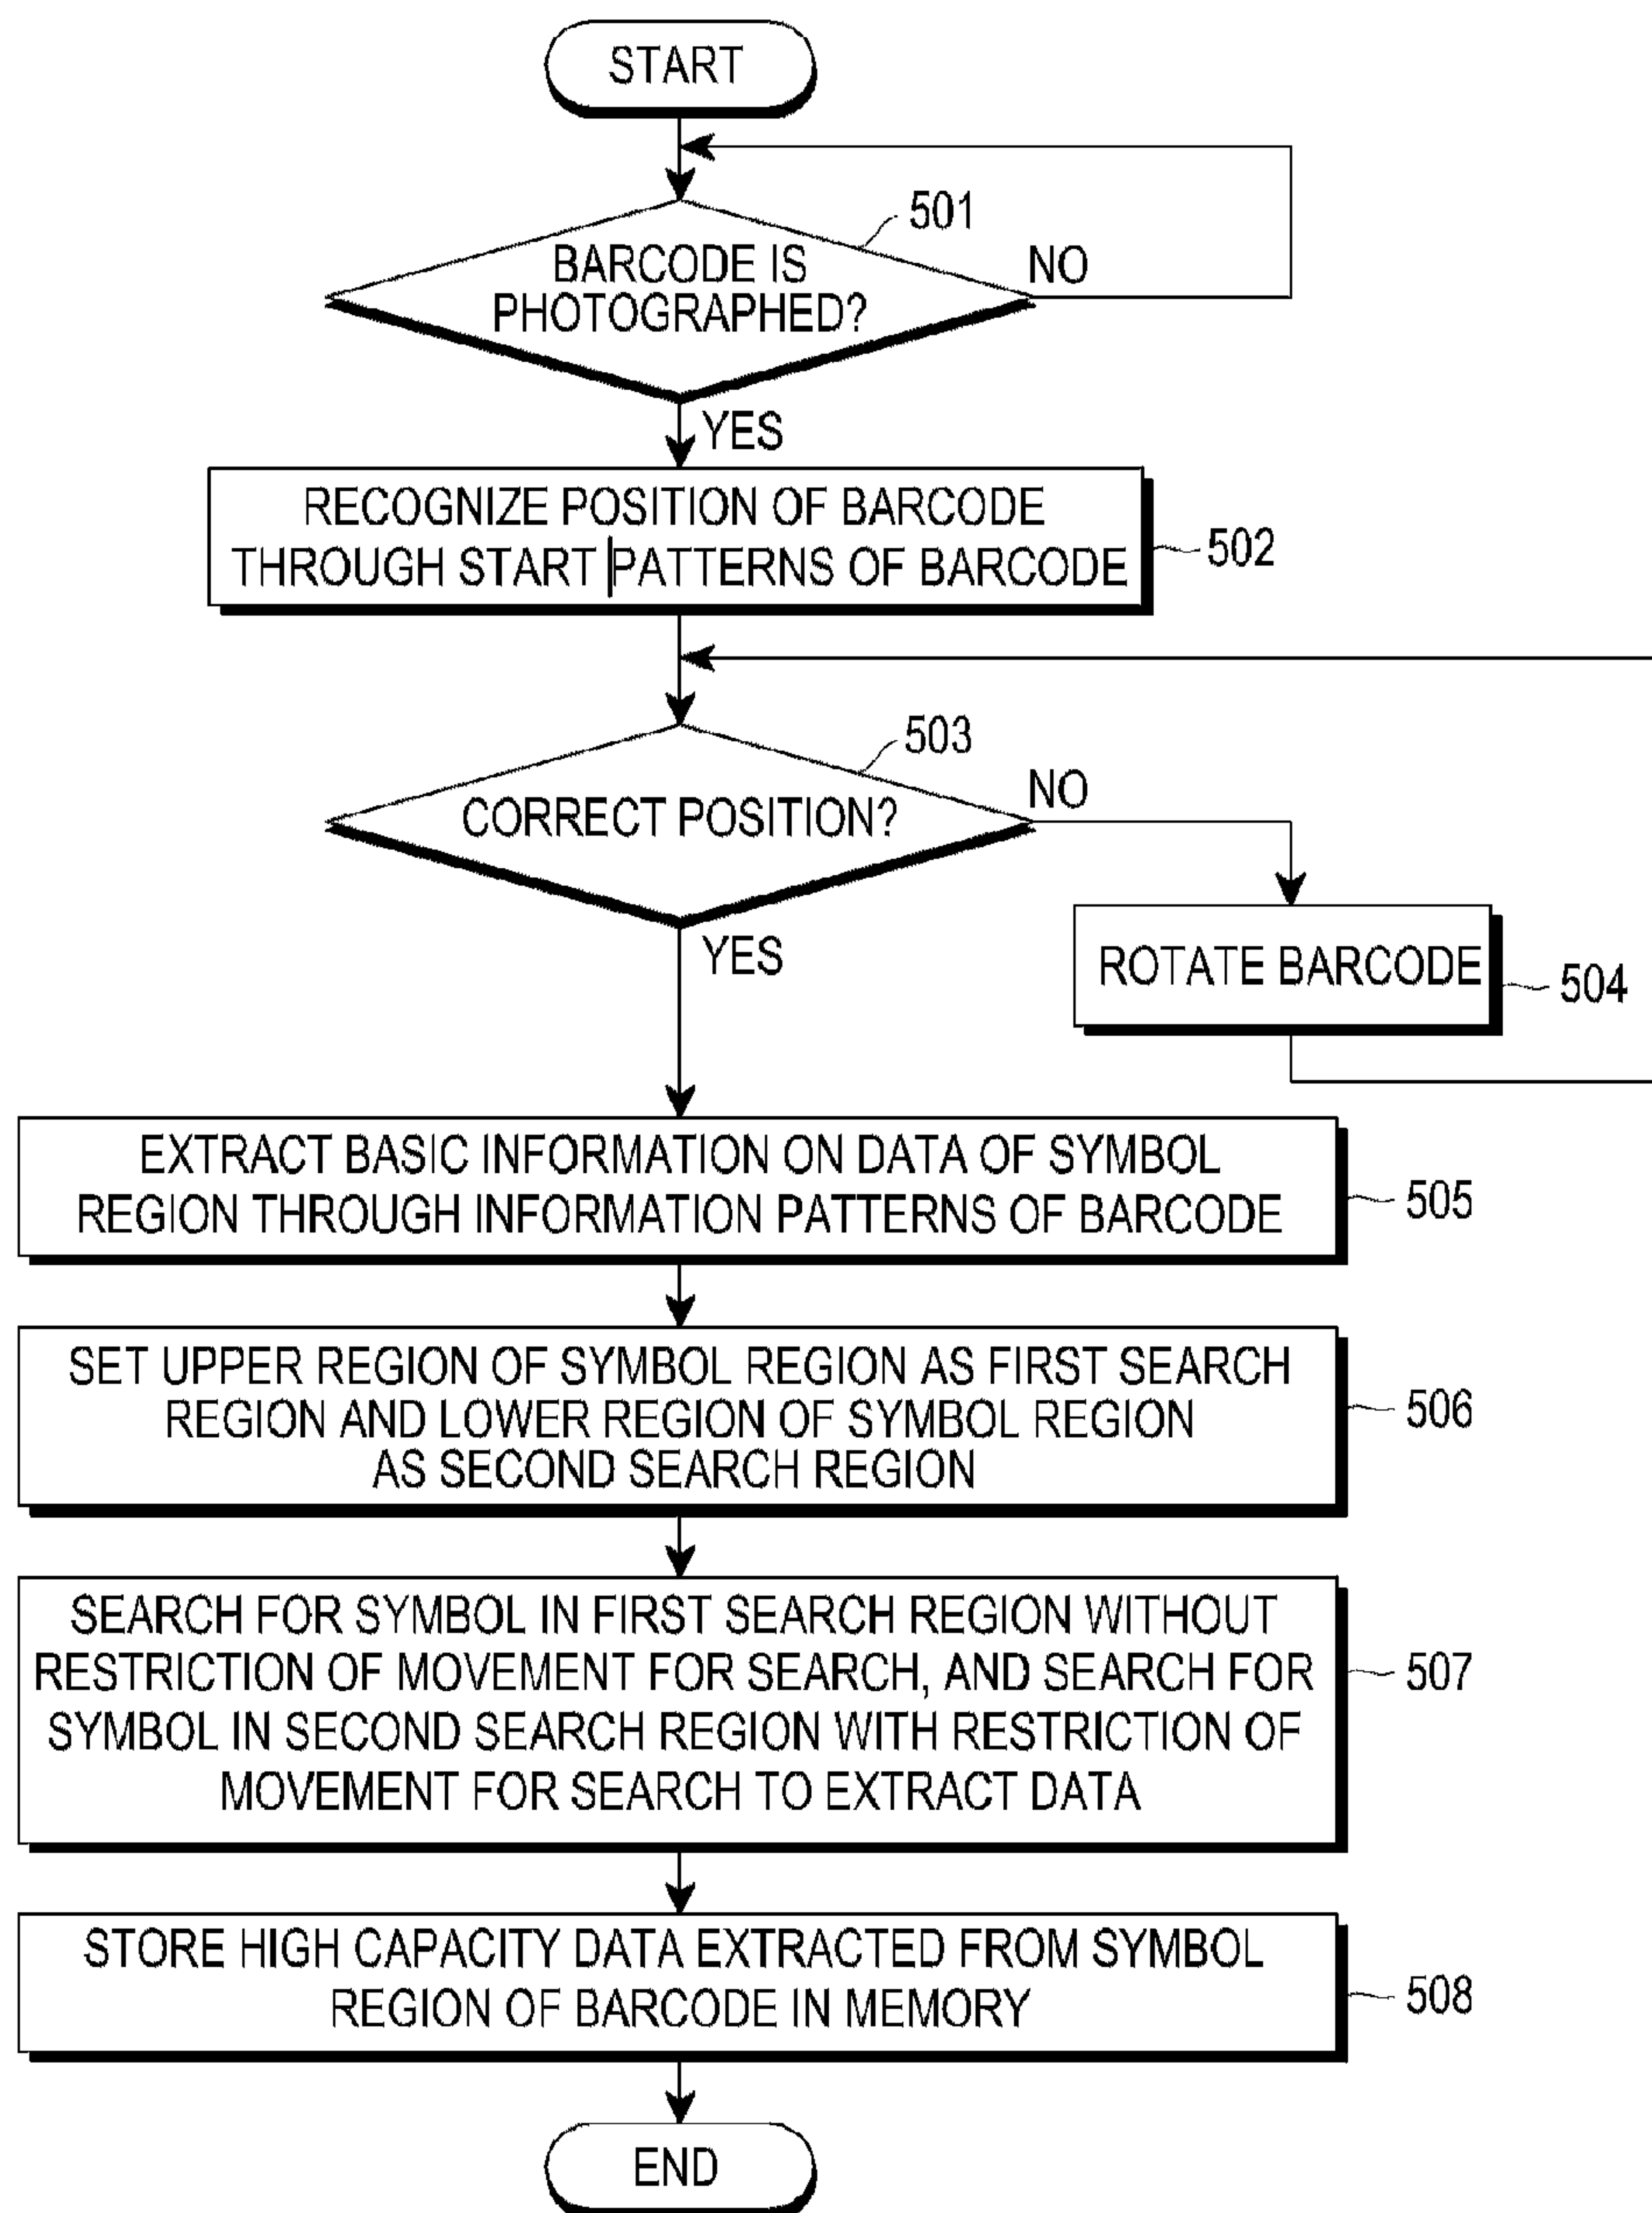 START
501
BARCODE IS
PHOTOGRAPHED?
NO
YES
RECOGNIZE POSITION OF BARCODE
THROUGH START PATTERNS OF BARCODE
502
503
CORRECT POSITION?
NO
YES
ROTATE BARCODE
504
EXTRACT BASIC INFORMATION ON DATA OF SYMBOL
REGION THROUGH INFORMATION PATTERNS OF BARCODE
505
SET UPPER REGION OF SYMBOL REGION AS FIRST SEARCH
REGION AND LOWER REGION OF SYMBOL REGION
AS SECOND SEARCH REGION
506
SEARCH FOR SYMBOL IN FIRST SEARCH REGION WITHOUT
RESTRICTION OF MOVEMENT FOR SEARCH, AND SEARCH FOR
SYMBOL IN SECOND SEARCH REGION WITH RESTRICTION OF
MOVEMENT FOR SEARCH TO EXTRACT DATA
507
STORE HIGH CAPACITY DATA EXTRACTED FROM SYMBOL
REGION OF BARCODE IN MEMORY
508
END